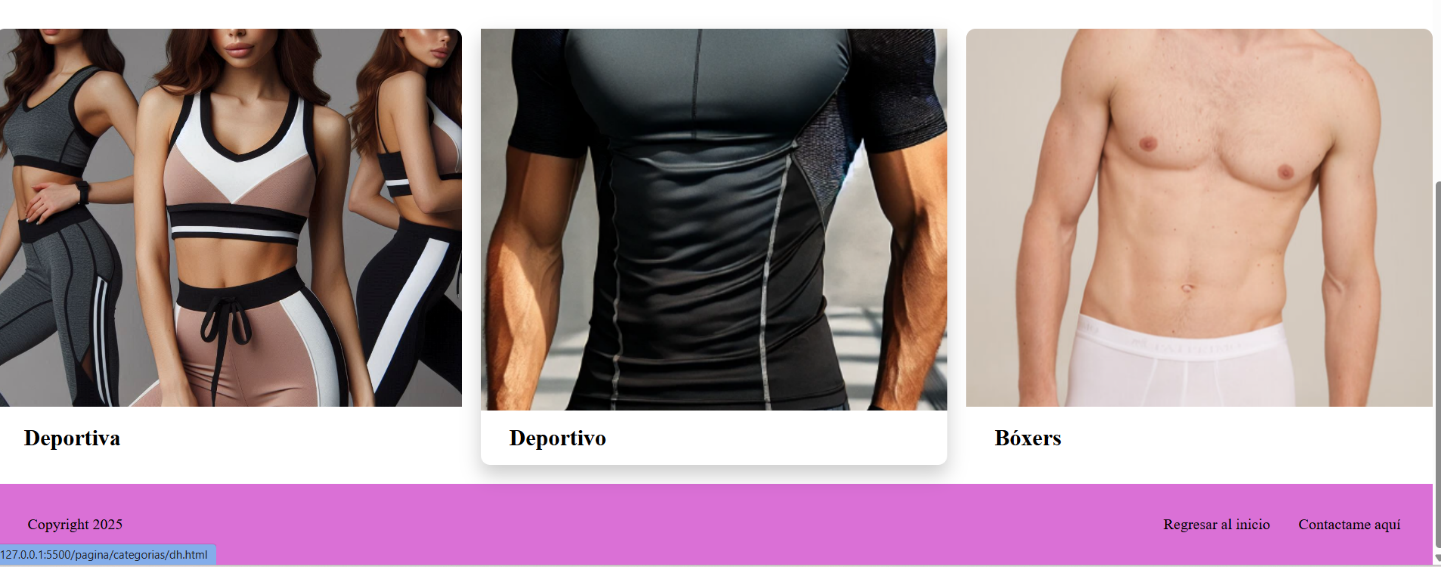 Deportiva
Deportivo
Bóxers
Copyright 2025
Regresar al inicio
Contactame aquí
127.0.0.1:5500/pagina/categorias/dh.html